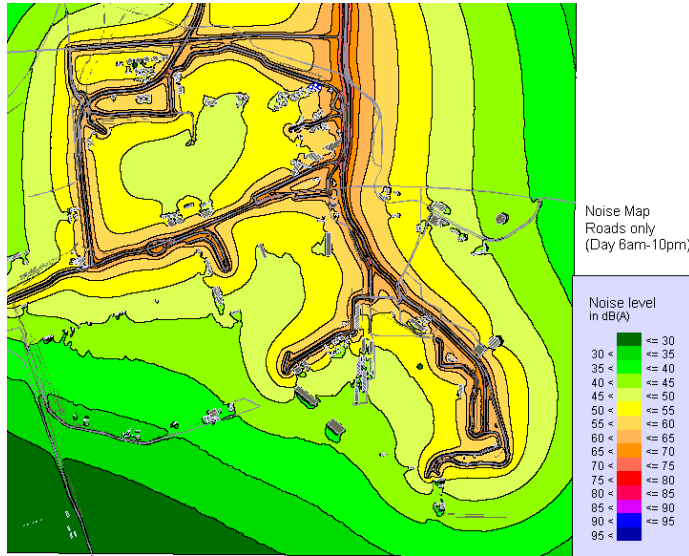 Noise Map
Roads only
(Day 6am-10pm)
Noise level
in dB(A)
<= 30
30 < <= 35
35 < <= 40
40 < <= 45
45 < <= 50
50 < <= 55
55 < <= 60
60 < <= 65
65 < <= 70
70 < <= 75
75 < <= 80
80 < <= 85
85 < <= 90
90 < <= 95
95 <